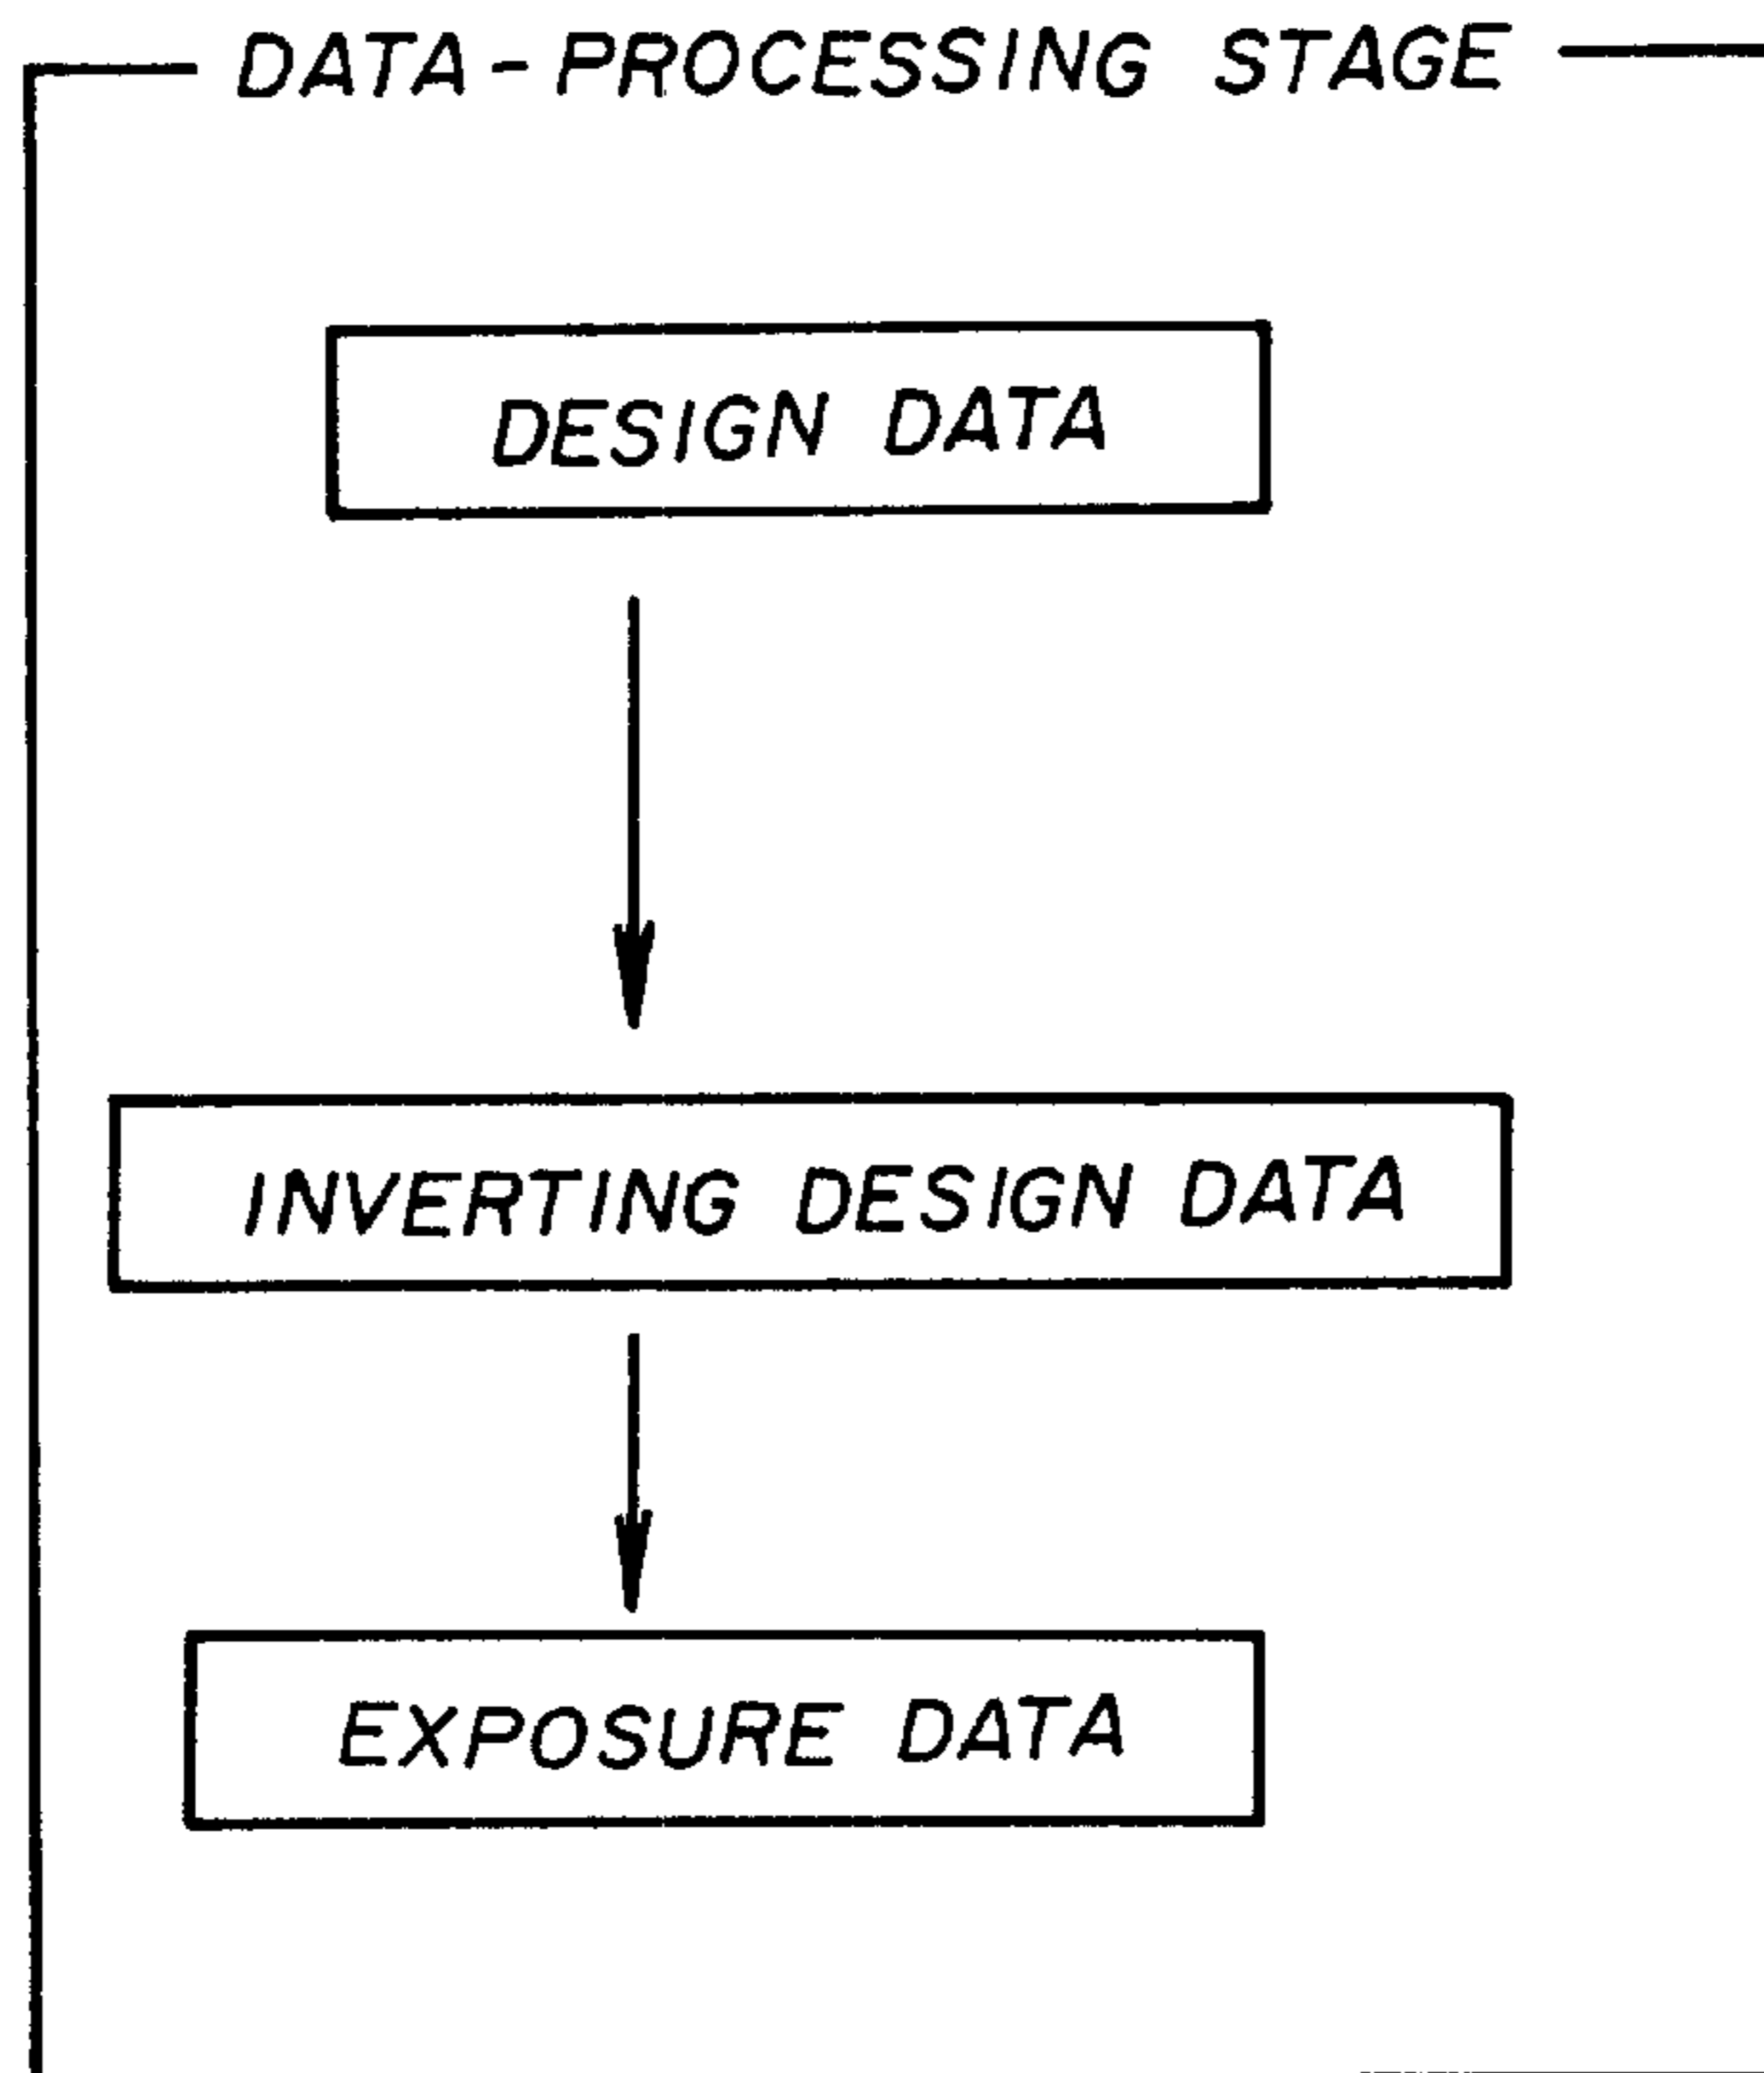 DATA-PROCESSING STAGE
DESIGN DATA
INVERTING DESIGN DATA
EXPOSURE DATA